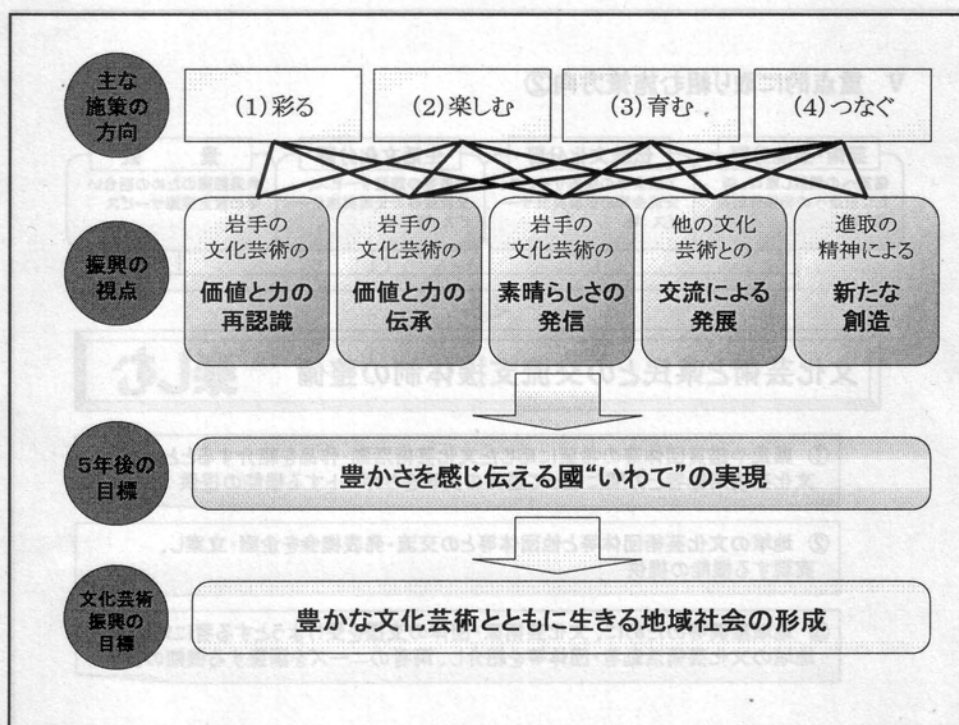 主な
施策の
方向
(1)彩る
(2)楽しむ
(3)育む
(4)つなぐ
振興の
視点
岩手の
文化芸術の
価値と力の
再認識
岩手の
文化芸術の
価値と力の
伝承
岩手の
文化芸術の
素晴らしさの
発信
他の文化
芸術との
交流による
発展
進取の
精神による
新たな
創造
5年後の
目標
豊かさを感じ伝える國“いわて”の実現
文化芸術
振興の
目標
豊かな文化芸術とともに生きる地域社会の形成